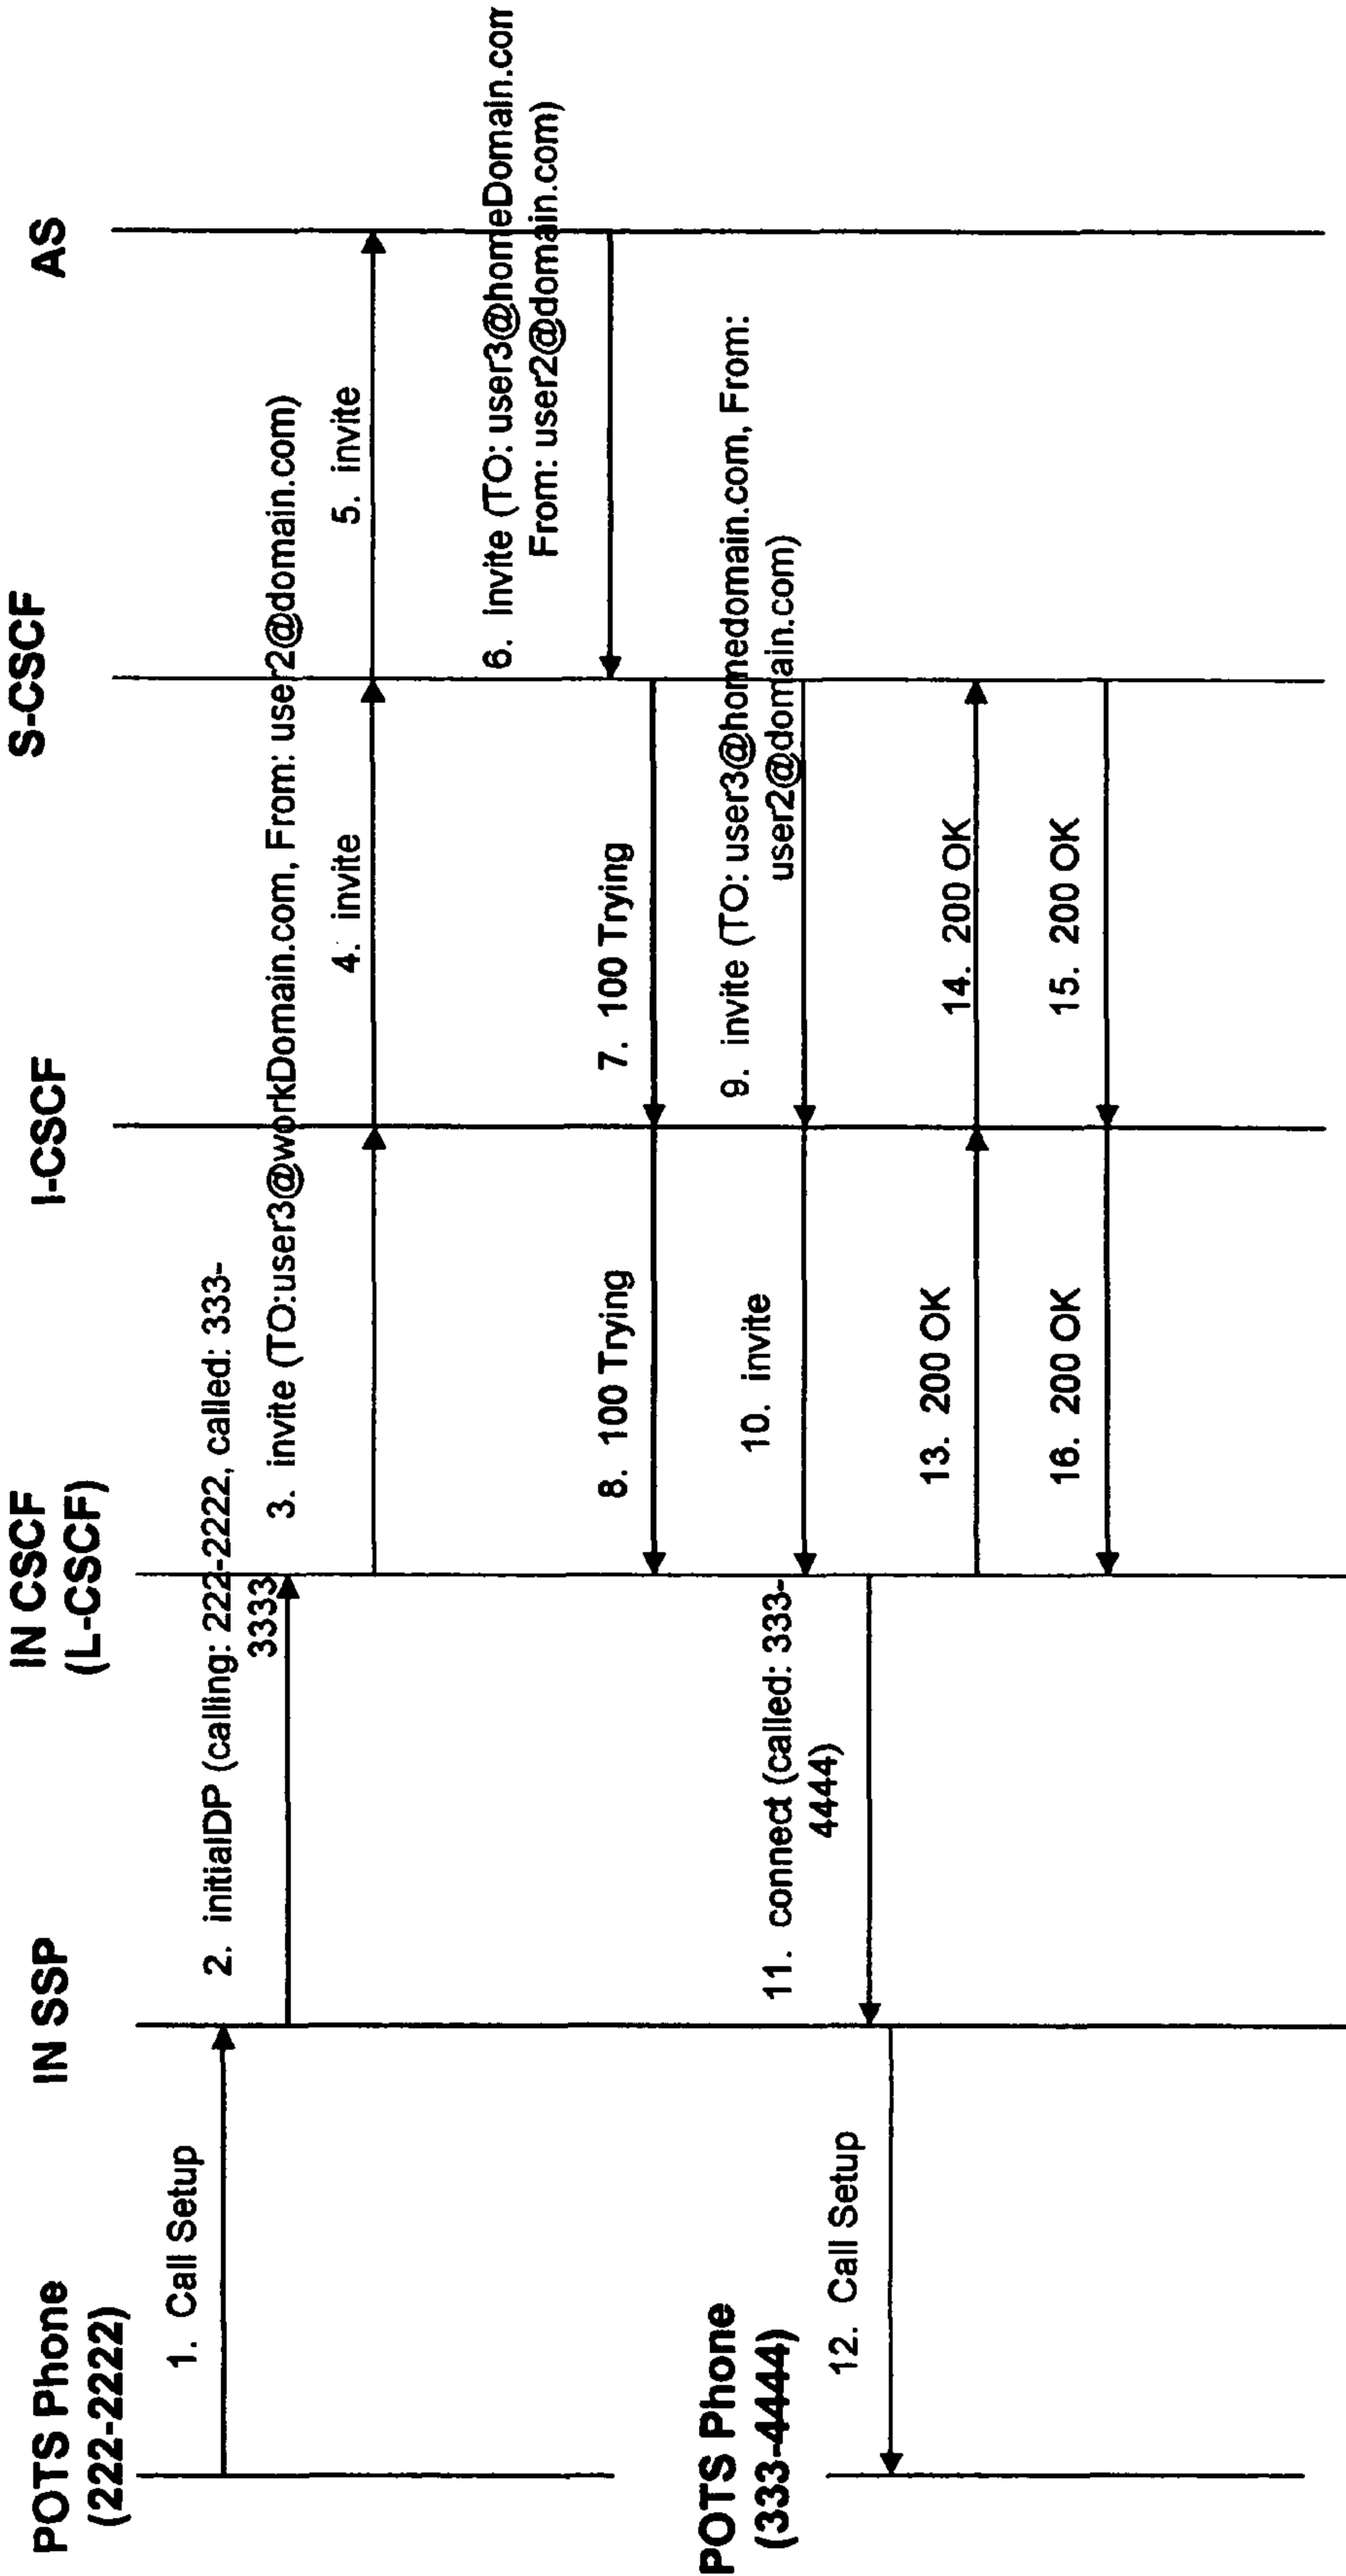 POTS Phone
(222-2222)
IN SSP
IN CSCF
(L-CSCF)
I-CSCF
S-CSCF
AS
1. Call Setup
2. initialDP (calling: 222-2222, called: 333-
3333
3. invite (TO:user3@workDomain.com, From: user2@domain.com)
4. invite
5. invite
6. invite (TO: user3@homeDomain.com
From: user2@domain.com)
7. 100 Trying
8. 100 Trying
9. invite (TO: user3@homedomain.com, From:
user2@domain.com)
10. invite
11. connect (called: 333-
4444)
POTS Phone
(333-4444)
12. Call Setup
13. 200 OK
14. 200 OK
15. 200 OK
16. 200 OK